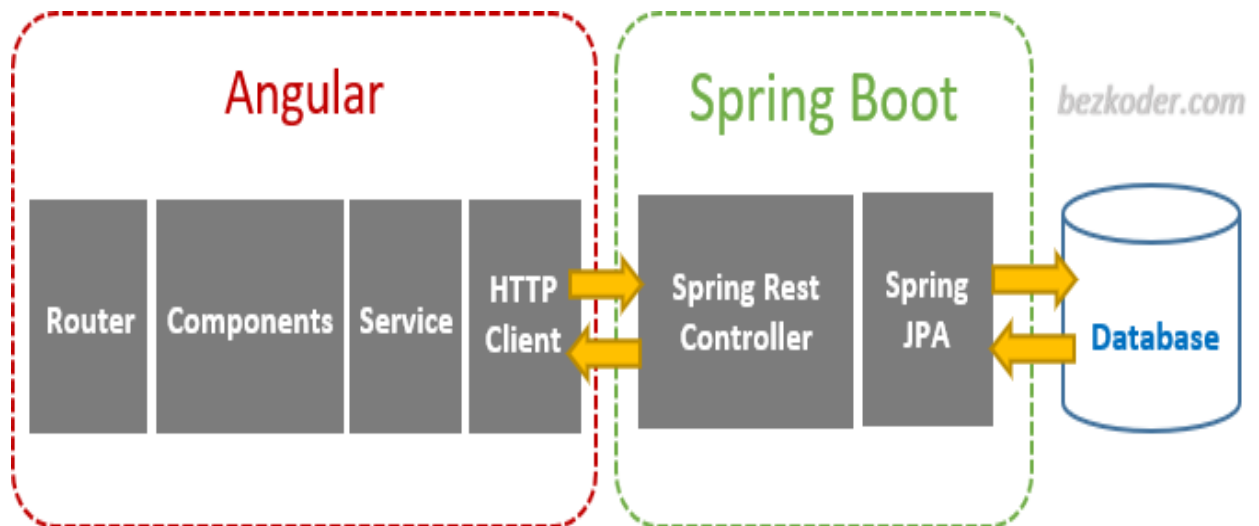 Angular
Spring Boot
bezkoder.com
Router
Components
Service
HTTP
Client
Spring Rest
Controller
Spring
JPA
Database